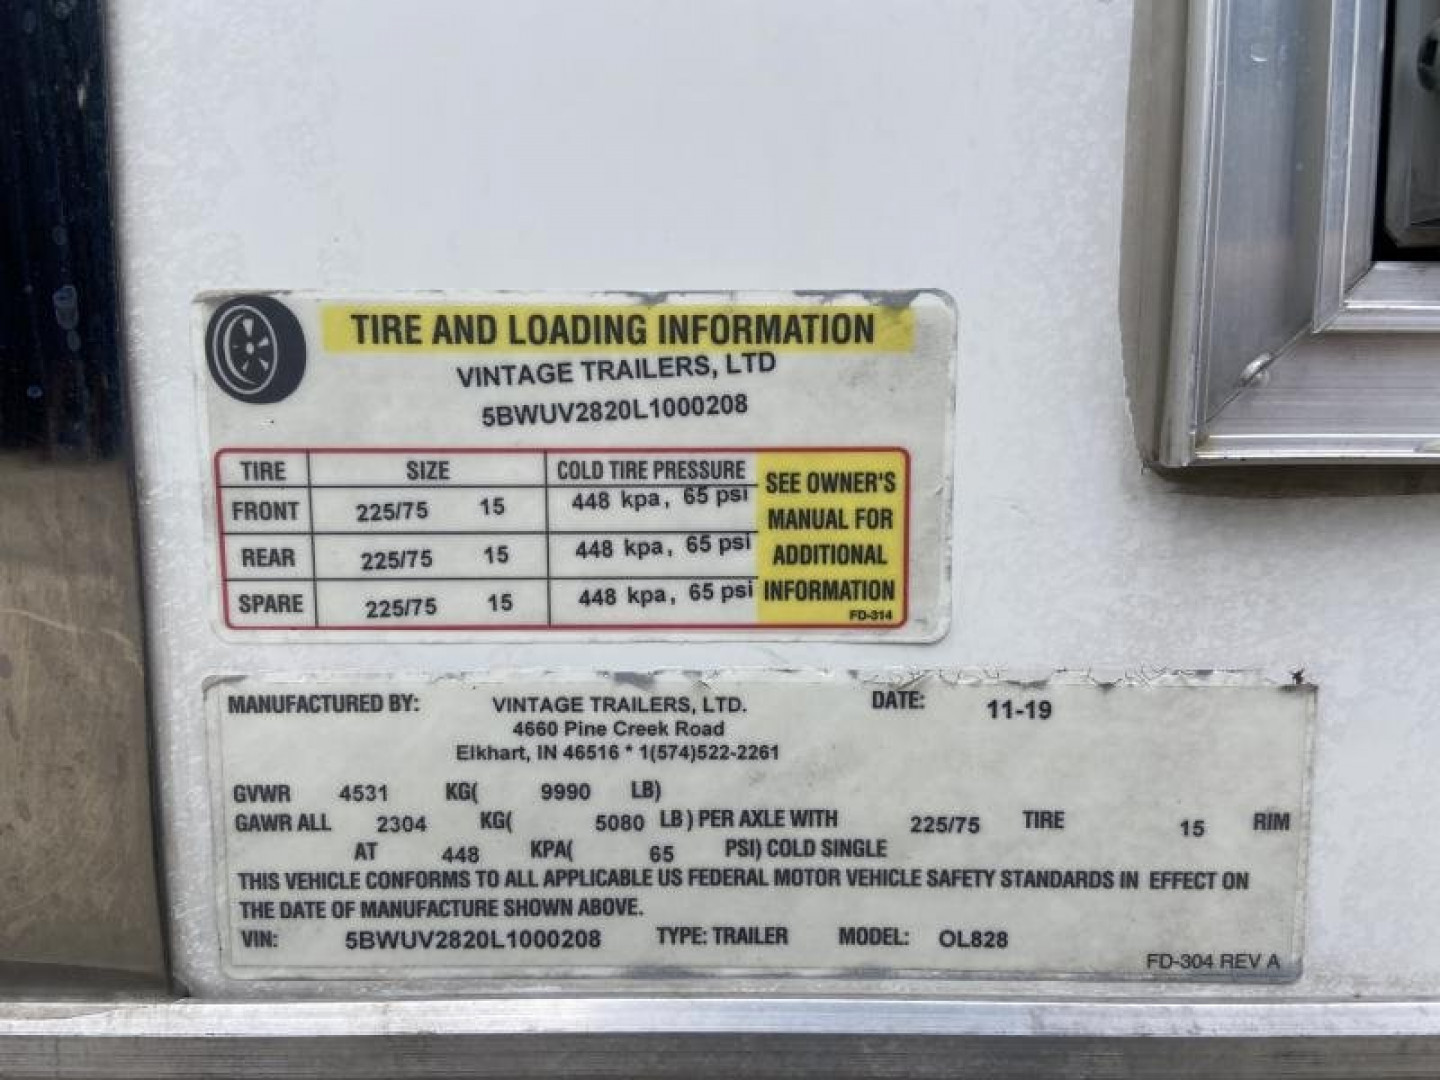 TIRE AND LOADING INFORMATION
VINTAGE TRAILERS, LTD
5BWUV2820L1000208
TIRE SIZE COLD TIRE PRESSURE
FRONT 225/75 15 448 kpa, 65 psi
REAR 225/75 15 448 kpa, 65 psi
SPARE 225/75 15 448 kpa, 65 psi
SEE OWNER'S
MANUAL FOR
ADDITIONAL
INFORMATION
FD-314
MANUFACTURED BY: VINTAGE TRAILERS, LTD. DATE: 11-19
4660 Pine Creek Road
Elkhart, IN 46516 * 1(574)522-2261
GVWR 4531 KG( 9990 LB)
GAWR ALL 2304 KG( 5080 LB ) PER AXLE WITH 225/75 TIRE 15 RIM
AT 448 KPA( 65 PSI) COLD SINGLE
THIS VEHICLE CONFORMS TO ALL APPLICABLE US FEDERAL MOTOR VEHICLE SAFETY STANDARDS IN EFFECT ON
THE DATE OF MANUFACTURE SHOWN ABOVE.
VIN: 5BWUV2820L1000208 TYPE: TRAILER MODEL: OL828
FD-304 REV A